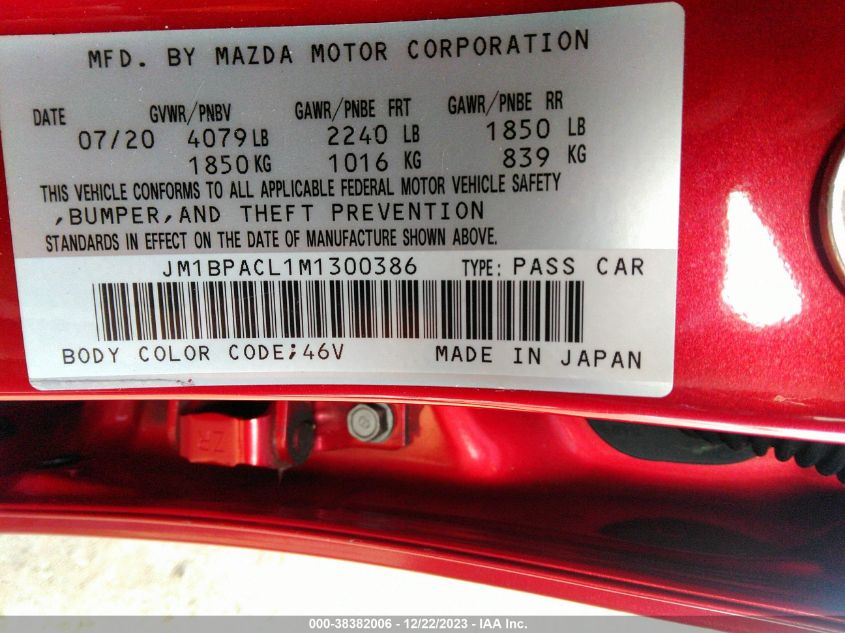 MFD. BY MAZDA MOTOR CORPORATION
DATE GVWR/PNBV GAWR/PNBE FRT GAWR/PNBE RR
07/20 4079 LB 2240 LB 1850 LB
1850 KG 1016 KG 839 KG
THIS VEHICLE CONFORMS TO ALL APPLICABLE FEDERAL MOTOR VEHICLE SAFETY
,BUMPER,AND THEFT PREVENTION
STANDARDS IN EFFECT ON THE DATE OF MANUFACTURE SHOWN ABOVE.
JM1BPACL1M1300386 TYPE: PASS CAR
BODY COLOR CODE;46V MADE IN JAPAN
ZR
000-38382006 - 12/22/2023 - IAA Inc.